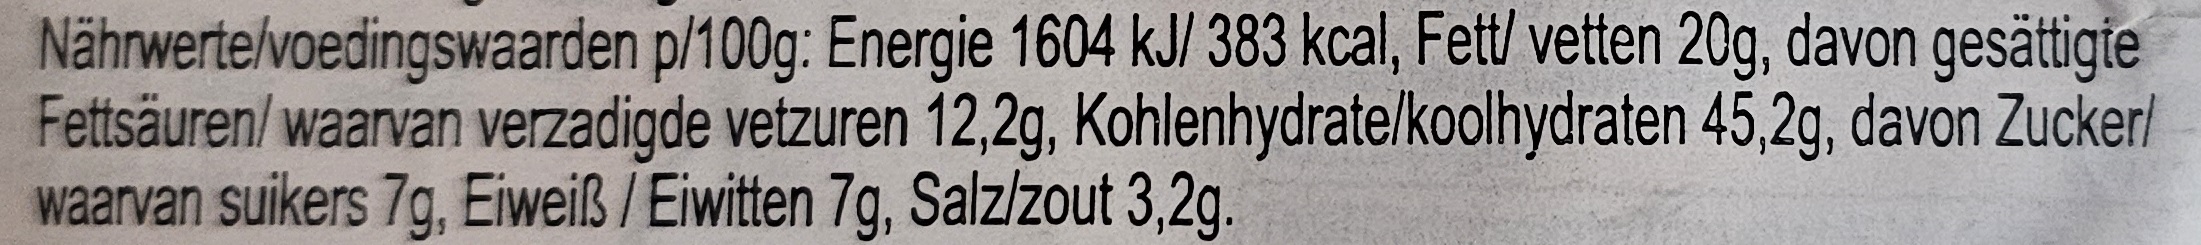 Nährwerte/voedingswaarden p/100g: Energie 1604 kJ/ 383 kcal, Fett/ vetten 20g, davon gesättigte
Fettsäuren/ waarvan verzadigde vetzuren 12,2g, Kohlenhydrate/koolhydraten 45,2g, davon Zucker/
waarvan suikers 7g, Eiweiß / Eiwitten 7g, Salz/zout 3,2g.